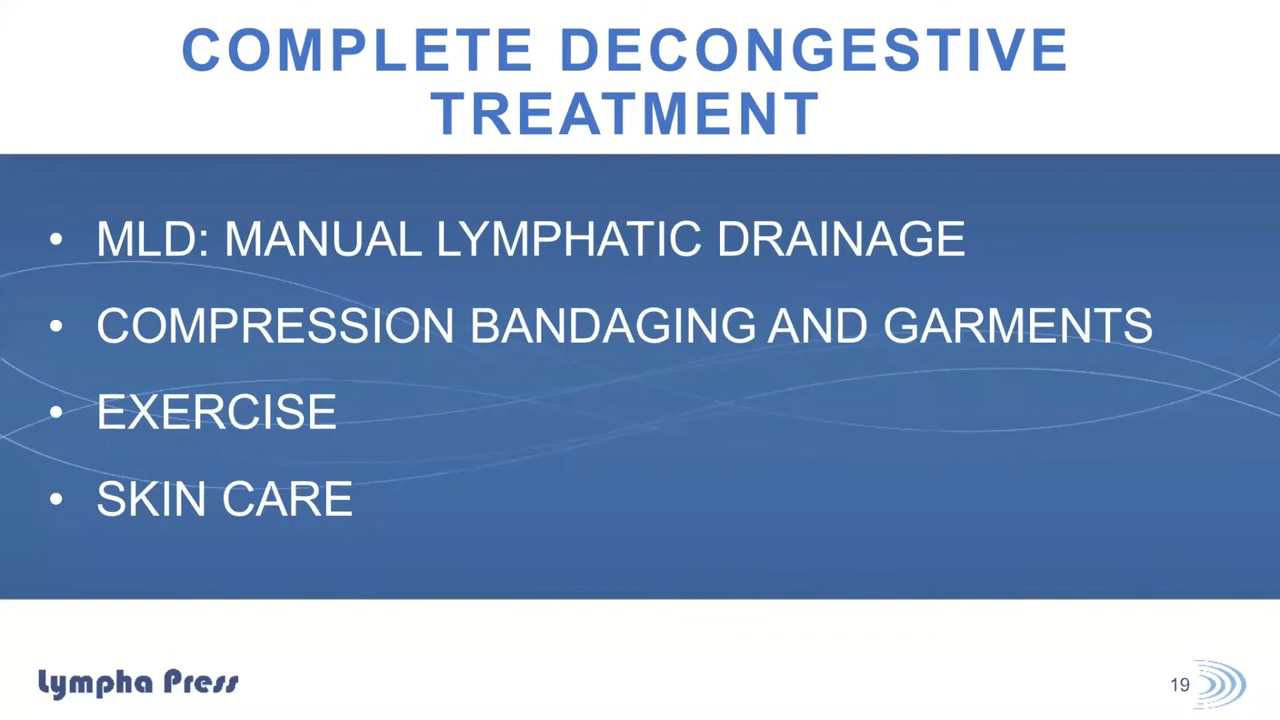 COMPLETE DECONGESTIVE
TREATMENT
• MLD: MANUAL LYMPHATIC DRAINAGE
• COMPRESSION BANDAGING AND GARMENTS
• EXERCISE
• SKIN CARE
Lympha Press
19